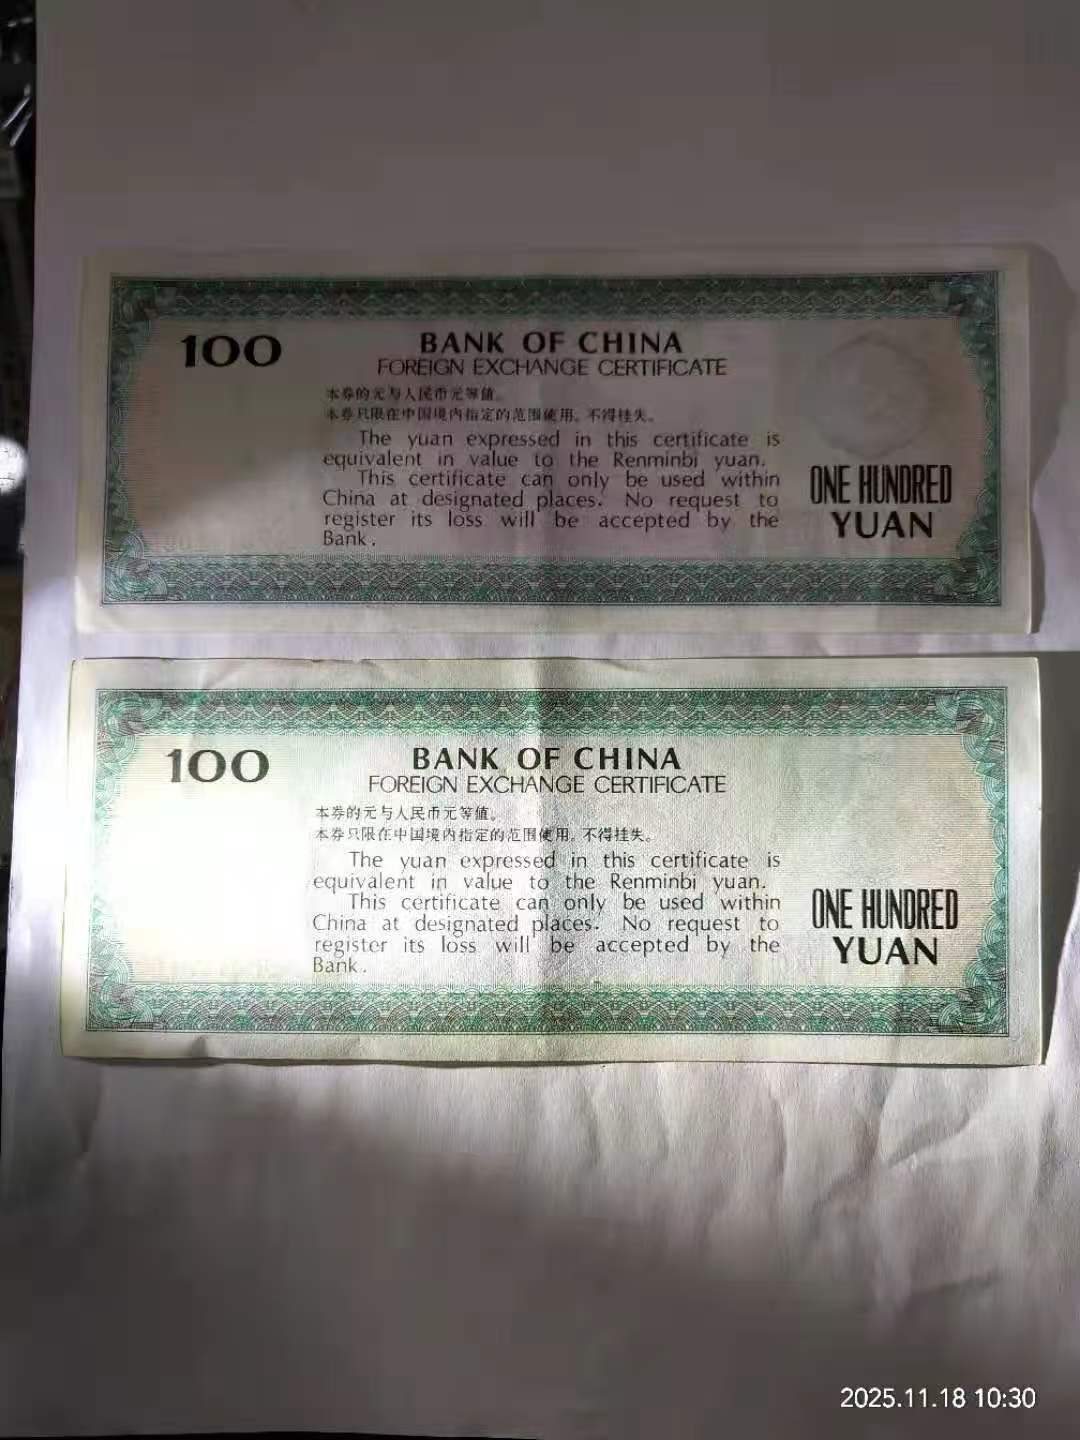 100
BANK OF CHINA
FOREIGN EXCHANGE CERTIFICATE
本券的元与人民币元等値。
本券只限在中国境内指定的范围使用，不得挂失。
The yuan expressed in this certificate is
equivalent in value to the Renminbi yuan.
This certificate can only be used within
China at designated places. No request to
register its loss will be accepted by the
Bank.
ONE HUNDRED
YUAN
100
BANK OF CHINA
FOREIGN EXCHANGE CERTIFICATE
本券的元与人民币元等値。
本券只限在中国境内指定的范围使用，不得挂失。
The yuan expressed in this certificate is
equivalent in value to the Renminbi yuan.
This certificate can only be used within
China at designated places. No request to
register its loss will be accepted by the
Bank.
ONE HUNDRED
YUAN
2025.11.18 10:30